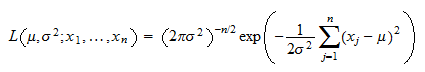 L(μ,σ²;x₁,…,xₙ) = (2πσ²)^(-n/2) exp(-1/(2σ²) ∑_(j=1)^n (xⱼ - μ)²)